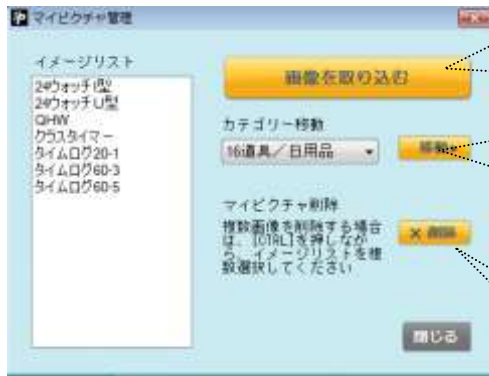 マイピクチャ管理
イメージリスト
24ウォッチI型
24ウォッチU型
QHW
クラスタイマー
タイムログ20-1
タイムログ60-3
タイムログ60-5
画像を取り込む
カテゴリー移動
16道具／日用品
移動
マイピクチャ削除
複数画像を削除する場合
は、[CTRL]を押しなが
ら、イメージリストを複
数選択してください
× 削除
閉じる